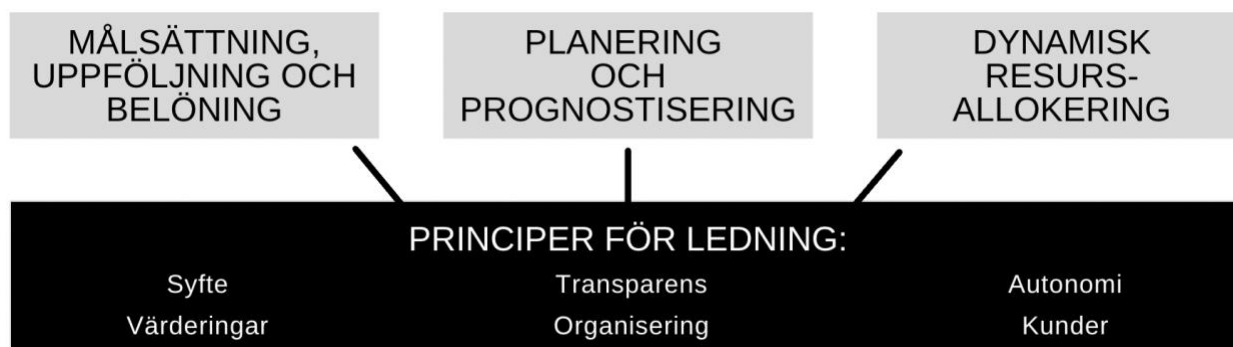 MÅLSÄTTNING,
UPPFÖLJNING OCH
BELÖNING
PLANERING
OCH
PROGNOSTISERING
DYNAMISK
RESURS-
ALLOKERING
PRINCIPER FÖR LEDNING:
Syfte
Transparens
Autonomi
Värderingar
Organisering
Kunder